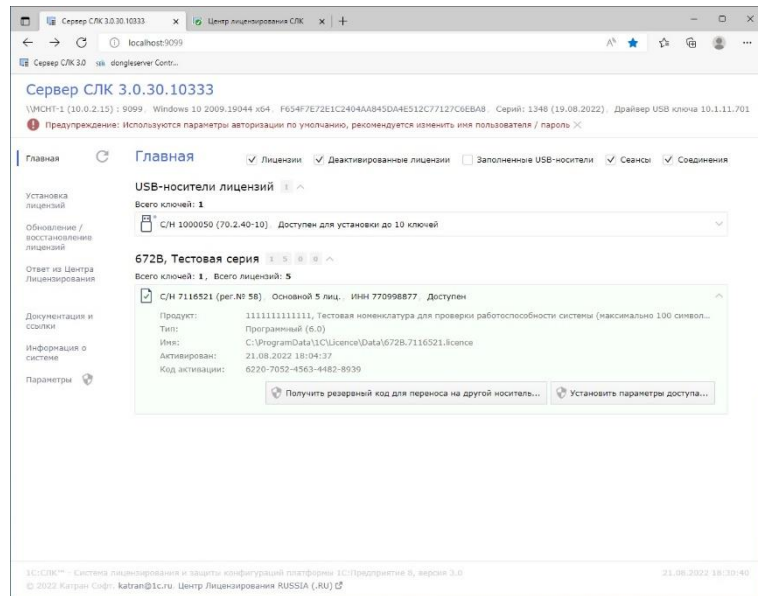 Сервер СЛК 3.0.30.10333
Центр лицензирования СЛК
localhost:9099
Сервер СЛК 3.0
dongleserver Contr...
Сервер СЛК 3.0.30.10333
\\МСНТ-1 (10.0.2.15) : 9099. Windows 10 2009.19044 x64. F654F7E72E1C2404AA845DA4E512C77127C6EBA8. Серий: 1348 (19.08.2022). Драйвер USB ключа 10.1.11.701
Предупреждение: Используются параметры авторизации по умолчанию, рекомендуется изменить имя пользователя / пароль
Главная
Установка
лицензий
Обновление /
восстановление
лицензий
Ответ из Центра
Лицензирования
Документация и
ссылки
Информация о
системе
Параметры
Главная
Лицензии
Деактивированные лицензии
Заполненные USB-носители
Сеансы
Соединения
USB-носители лицензий 1
Всего ключей: 1
С/Н 1000050 (70.2.40-10). Доступен для установки до 10 ключей
672B, Тестовая серия 1 5 0 0
Всего ключей: 1, Всего лицензий: 5
С/Н 7116521 (рег.№ 58). Основной 5 лиц.. ИНН 770998877. Доступен
Продукт: 1111111111111, Тестовая номенклатура для проверки работоспособности системы (максимально 100 символ...
Тип: Программный (6.0)
Имя: C:\ProgramData\1C\Licence\Data\672B.7116521.licence
Активирован: 21.08.2022 18:04:37
Код активации: 6220-7052-4563-4482-8939
Получить резервный код для переноса на другой носитель...
Установить параметры доступа...
1С:СЛК™ - Система лицензирования и защиты конфигураций платформы 1С:Предприятие 8, версия 3.0
21.08.2022 18:30:40
© 2022 Катран Софт. katran@1c.ru. Центр Лицензирования RUSSIA (.RU)